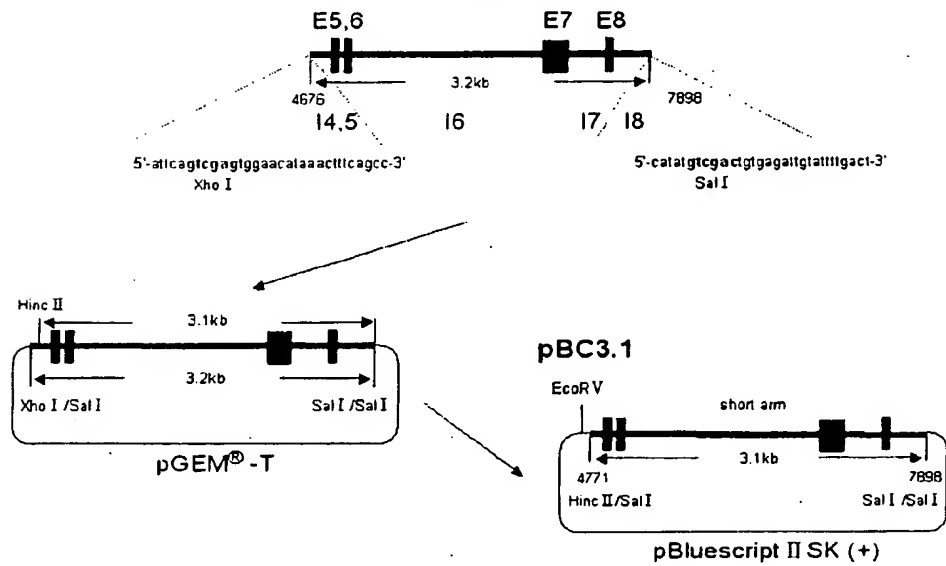 E5,6 E7 E8
3.2kb
4676 7898
I4,5 I6 I7 I8
5'-atlcagtcgagtggaacataaactttcagcc-3' 5'-catatgtcgactgtgagattgtattttgact-3'
Xho I Sal I
Hinc II
3.1kb
3.2kb
Xho I /Sal I Sal I /Sal I
pGEM® -T
pBC3.1
EcoR V
short arm
3.1kb
4771 7898
Hinc II/Sal I Sal I /Sal I
pBluescript II SK (+)